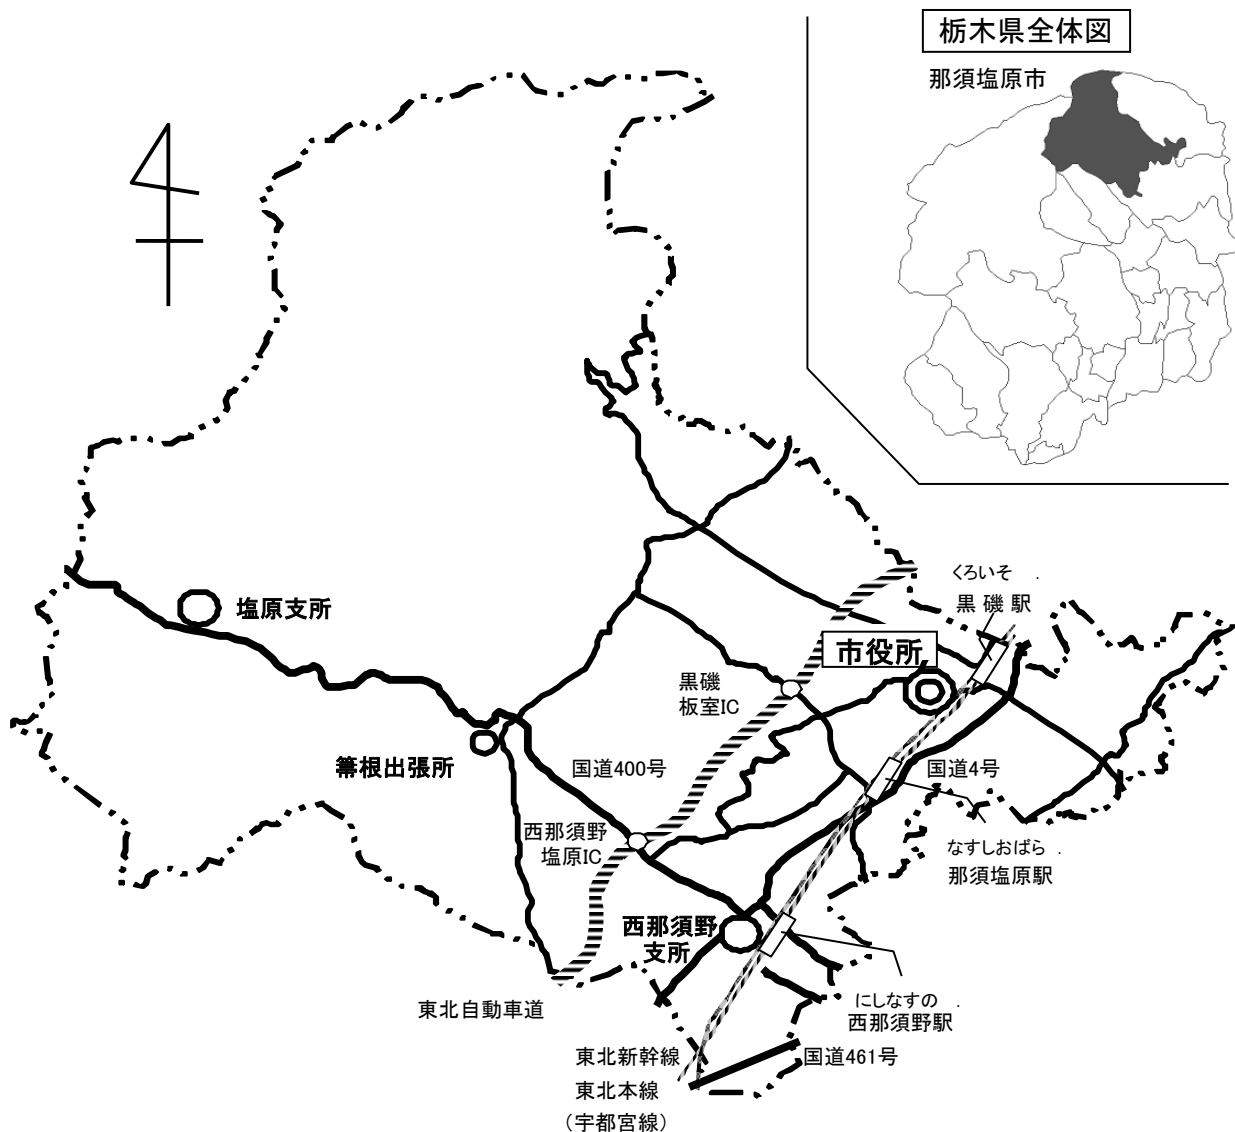 栃木県全体図
那須塩原市
くろいそ .
黒磯駅
塩原支所
市役所
黒磯
板室IC
箒根出張所
国道400号
国道4号
西那須野
塩原IC
なすしおばら .
那須塩原駅
西那須野
支所
東北自動車道
にしなすの .
西那須野駅
東北新幹線
国道461号
東北本線
（宇都宮線）